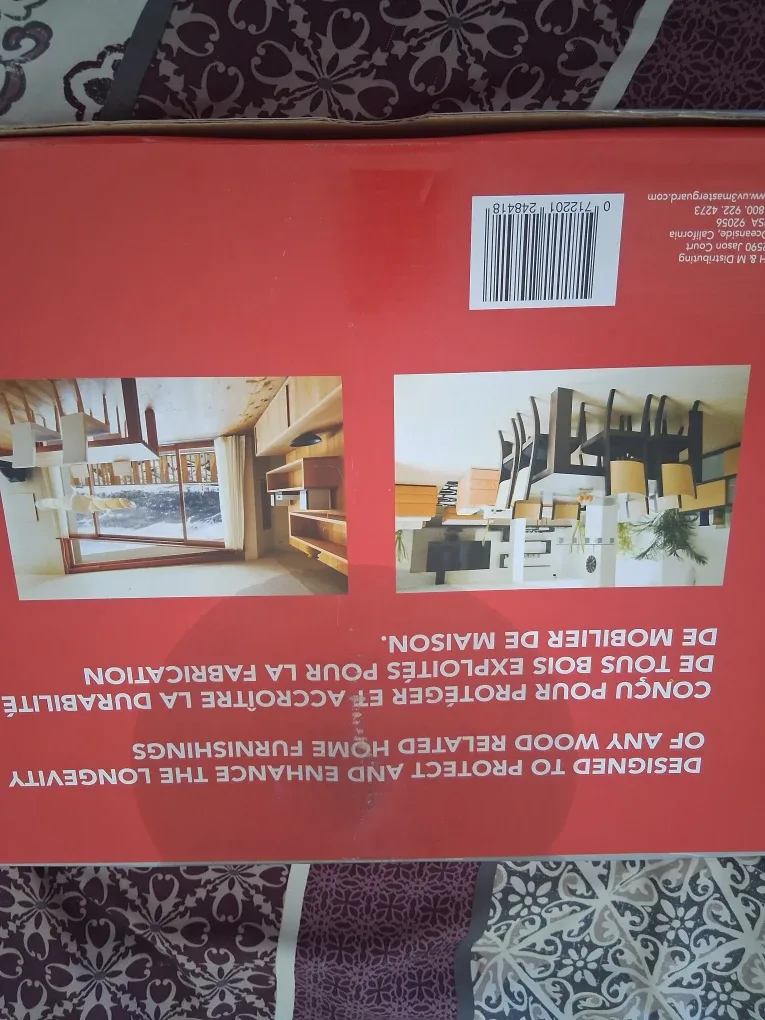 DESIGNED TO PROTECT AND ENHANCE THE LONGEVITY
OF ANY WOOD RELATED HOME FURNISHINGS
CONÇU POUR PROTÉGER ET ACCROÎTRE LA DURABILITÉ
DE TOUS BOIS EXPLOITÉS POUR LA FABRICATION
DE MOBILIER DE MAISON.
H & M Distributing
2590 Jason Court
Oceanside, California
USA 92056
800. 922. 4273
www.uv3masterguard.com
0 712201 248418